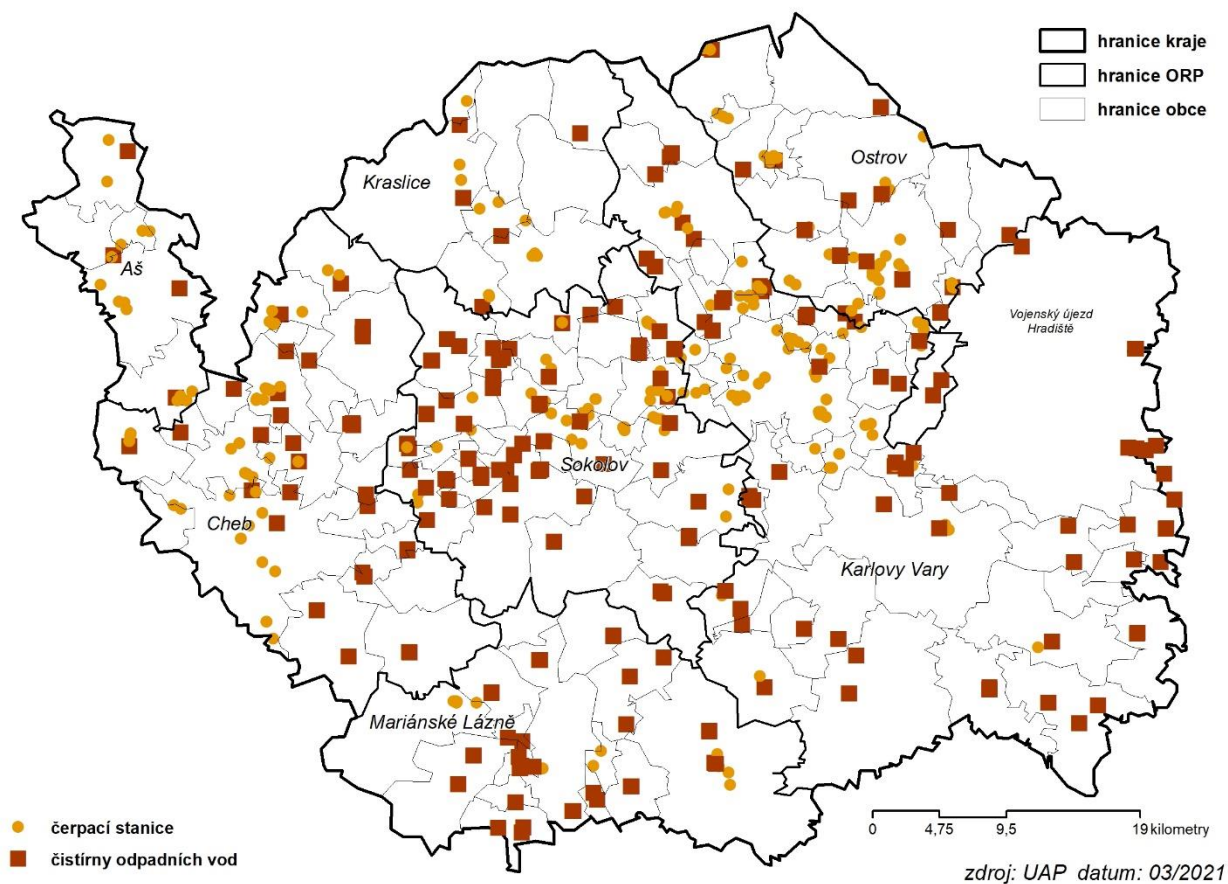 hranice kraje
hranice ORP
hranice obce
Ostrov
Kraslice
Aš
Vojenský újezd
Hradiště
Sokolov
Cheb
Karlovy Vary
Mariánské Lázně
čerpací stanice
čistírny odpadních vod
0 4,75 9,5 19 kilometry
zdroj: UAP datum: 03/2021